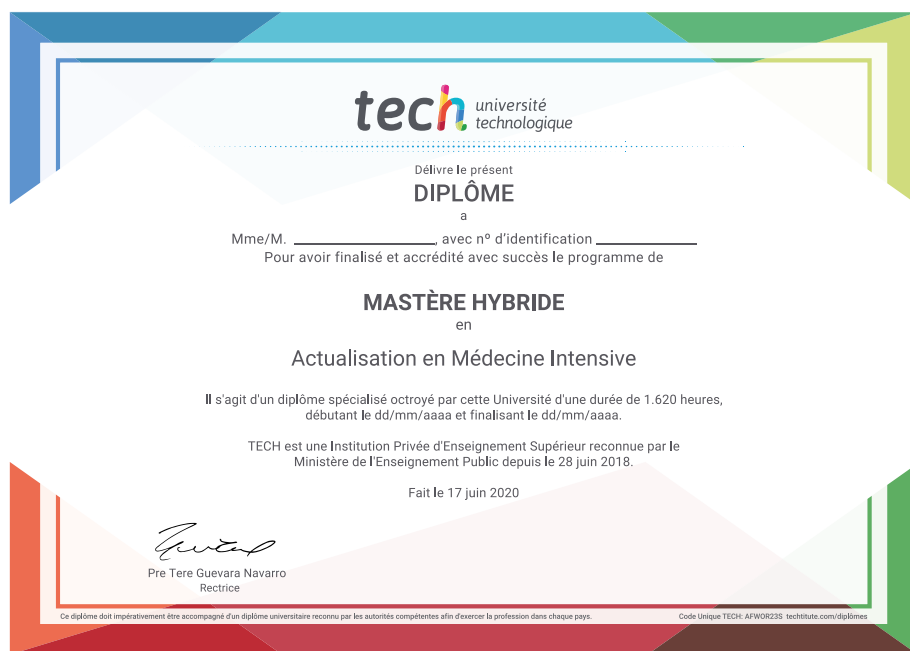 tech université
technologique
Délivre le présent
DIPLÔME
a
Mme/M. ____________, avec nº d'identification ____________
Pour avoir finalisé et accrédité avec succès le programme de
MASTÈRE HYBRIDE
en
Actualisation en Médecine Intensive
Il s'agit d'un diplôme spécialisé octroyé par cette Université d'une durée de 1.620 heures,
débutant le dd/mm/aaaa et finalisant le dd/mm/aaaa.
TECH est une Institution Privée d'Enseignement Supérieur reconnue par le
Ministère de l'Enseignement Public depuis le 28 juin 2018.
Fait le 17 juin 2020
Pre Tere Guevara Navarro
Rectrice
Ce diplôme doit impérativement être accompagné d'un diplôme universitaire reconnu par les autorités compétentes afin d'exercer la profession dans chaque pays.
Code Unique TECH: AFWOR23S techtitute.com/diplômes